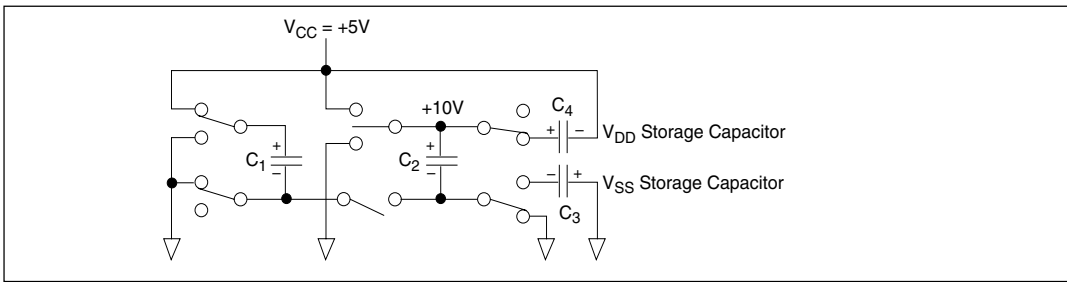 V_CC = +5V
+10V
C_4
+ −
V_DD Storage Capacitor
+
C_1
−
+
C_2
−
− +
V_SS Storage Capacitor
C_3